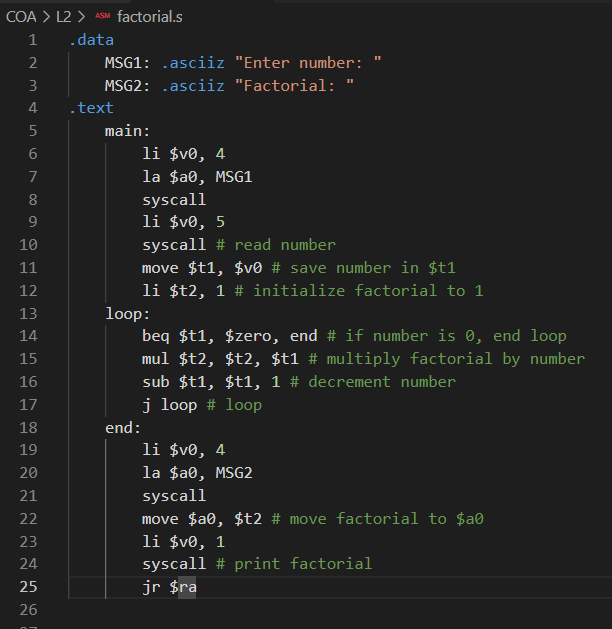 COA > L2 > ASM factorial.s
1 .data
2 MSG1: .asciiz "Enter number: "
3 MSG2: .asciiz "Factorial: "
4 .text
5 main:
6 li $v0, 4
7 la $a0, MSG1
8 syscall
9 li $v0, 5
10 syscall # read number
11 move $t1, $v0 # save number in $t1
12 li $t2, 1 # initialize factorial to 1
13 loop:
14 beq $t1, $zero, end # if number is 0, end loop
15 mul $t2, $t2, $t1 # multiply factorial by number
16 sub $t1, $t1, 1 # decrement number
17 j loop # loop
18 end:
19 li $v0, 4
20 la $a0, MSG2
21 syscall
22 move $a0, $t2 # move factorial to $a0
23 li $v0, 1
24 syscall # print factorial
25 jr $ra
26
27